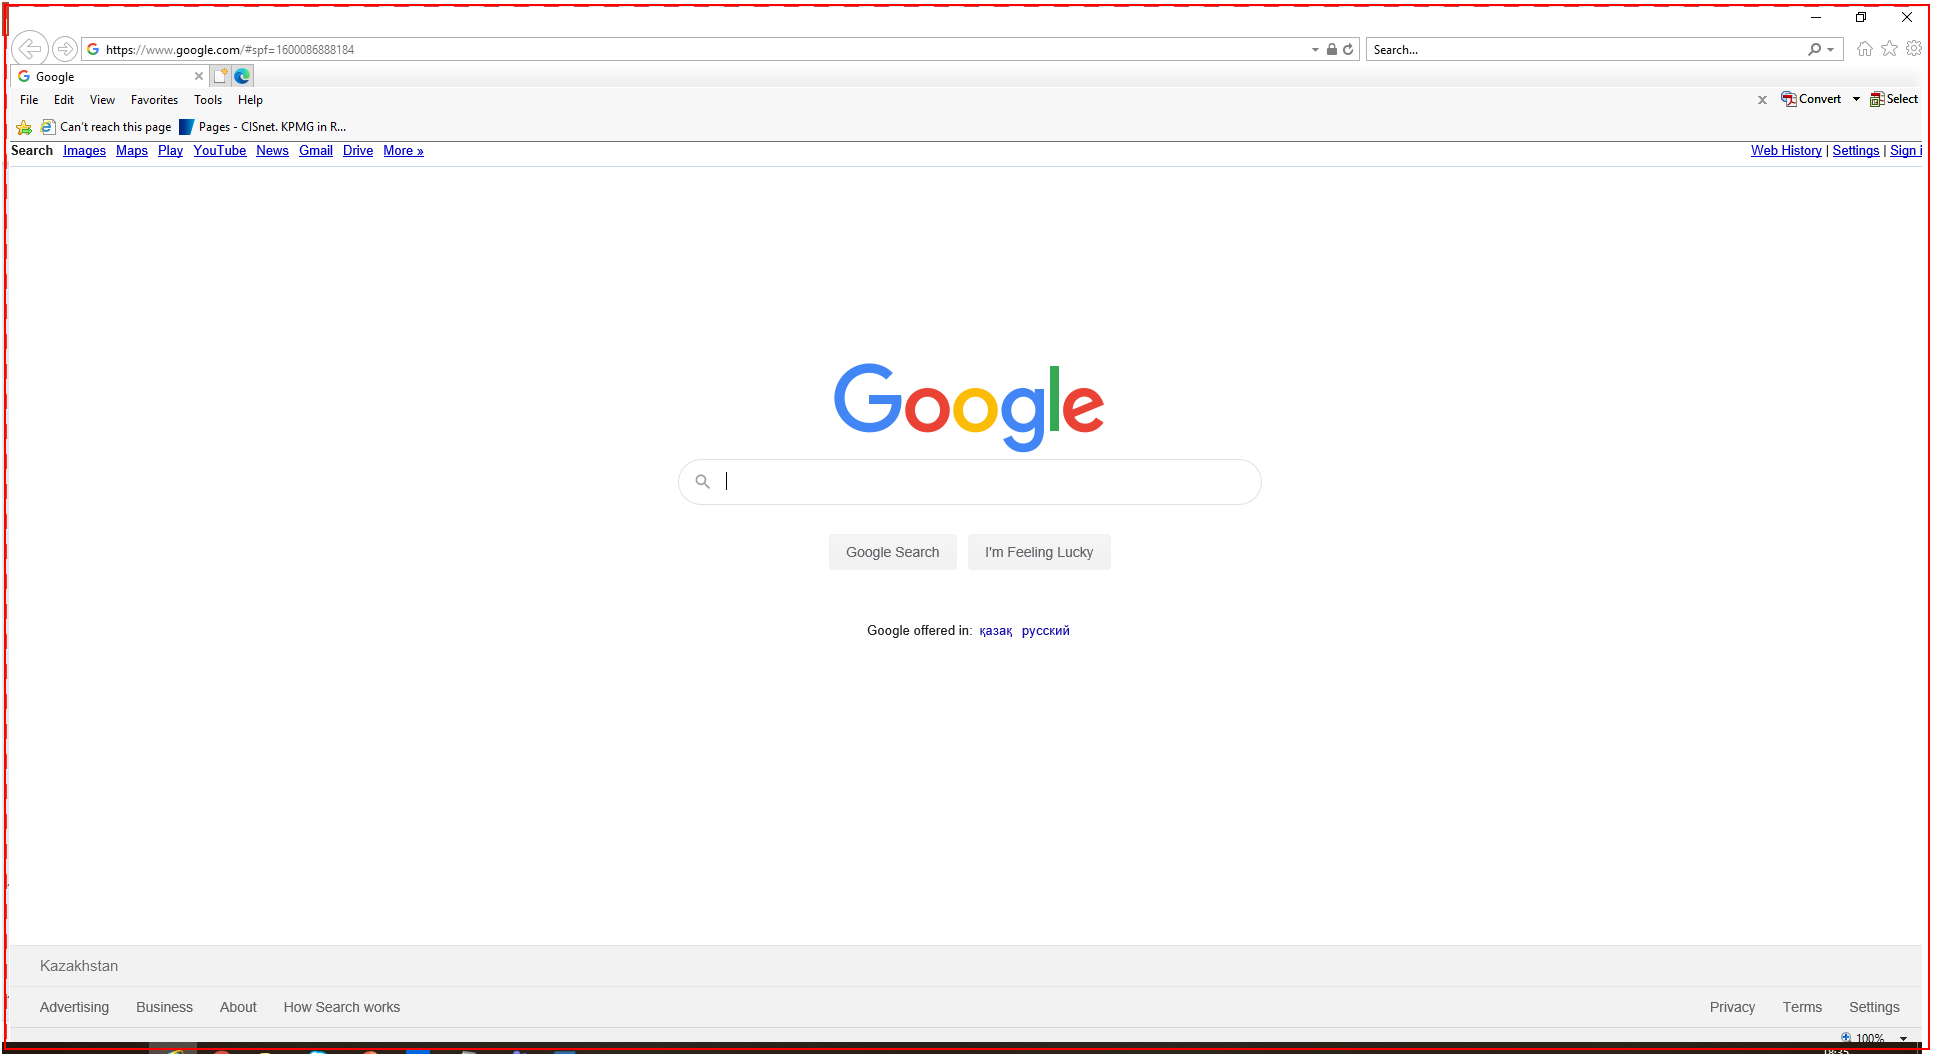 https://www.google.com/#spf=1600086888184 Search...
Google
File Edit View Favorites Tools Help x Convert Select
Can't reach this page Pages - CISnet. KPMG in R...
Search Images Maps Play YouTube News Gmail Drive More » Web History | Settings | Sign i
Google
Google Search I'm Feeling Lucky
Google offered in: қазақ русский
Kazakhstan
Advertising Business About How Search works Privacy Terms Settings
100%